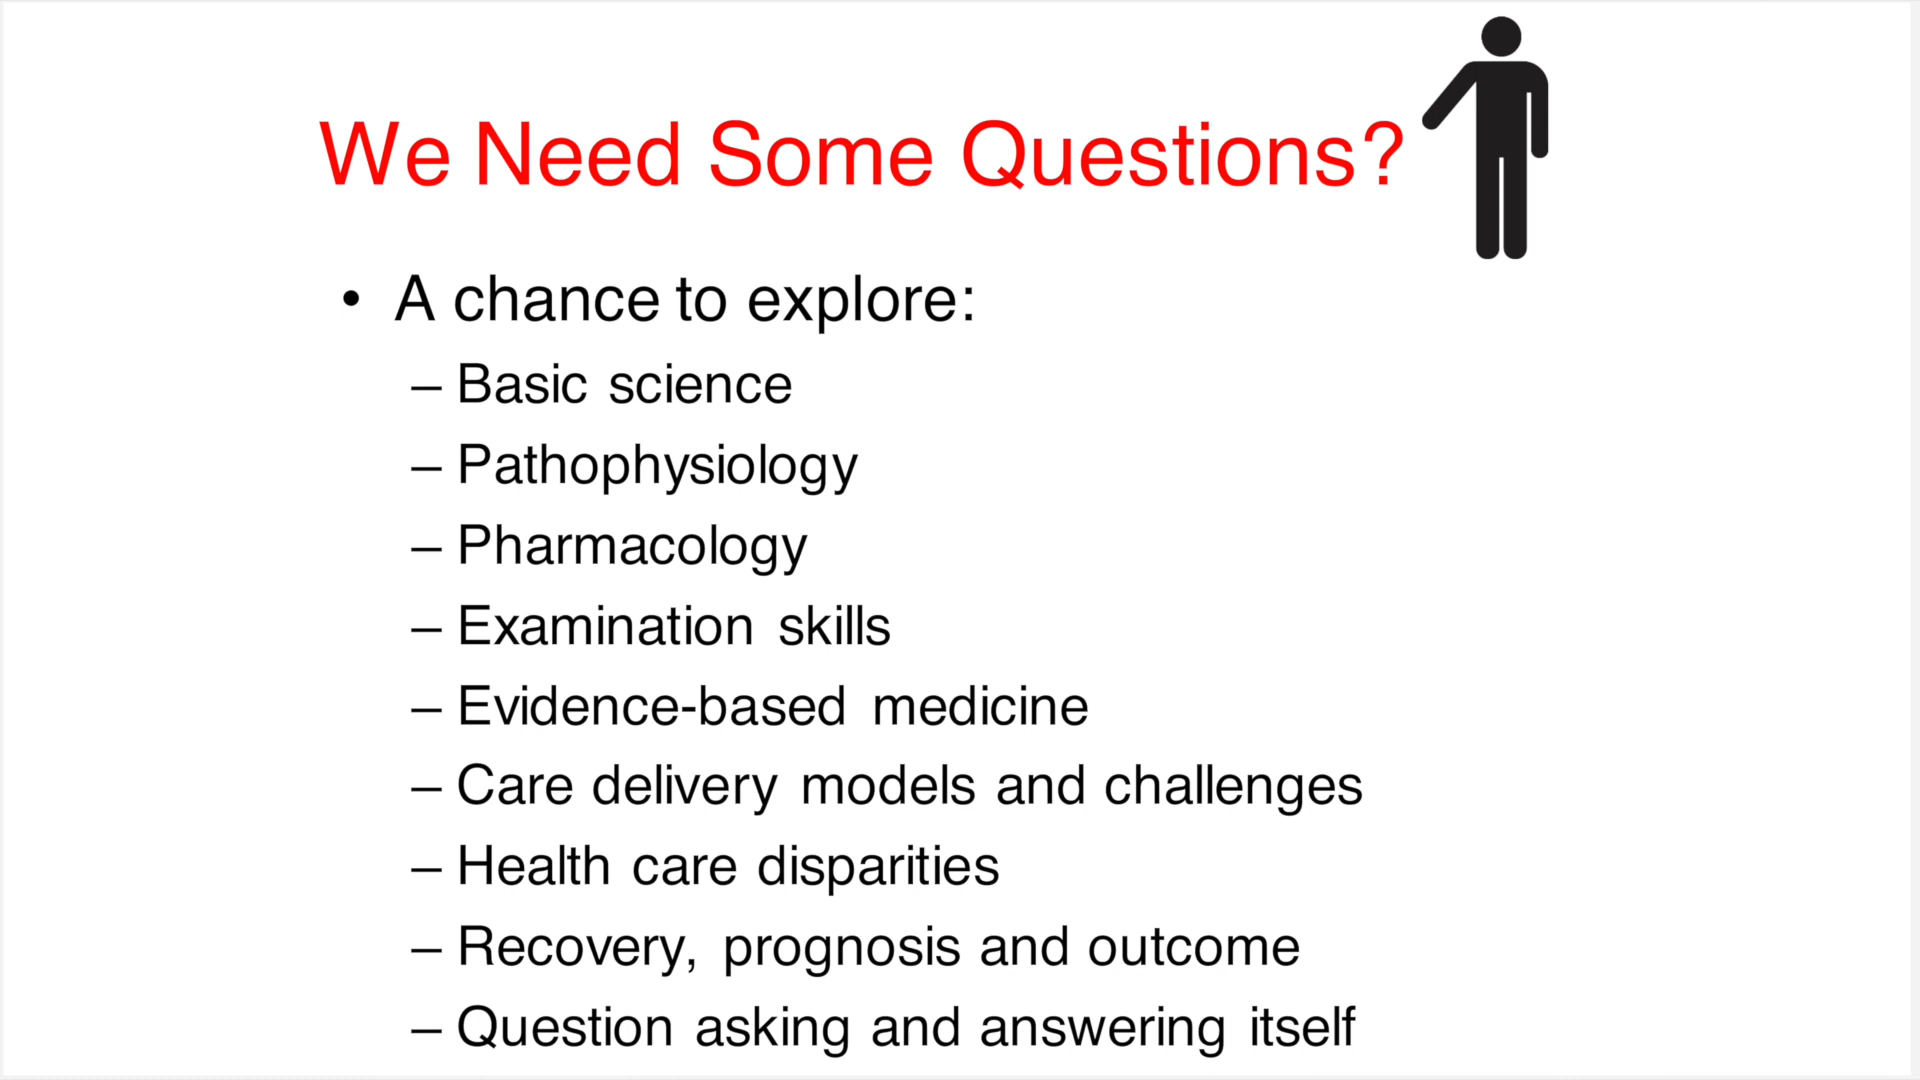 We Need Some Questions?
• A chance to explore:
– Basic science
– Pathophysiology
– Pharmacology
– Examination skills
– Evidence-based medicine
– Care delivery models and challenges
– Health care disparities
– Recovery, prognosis and outcome
– Question asking and answering itself